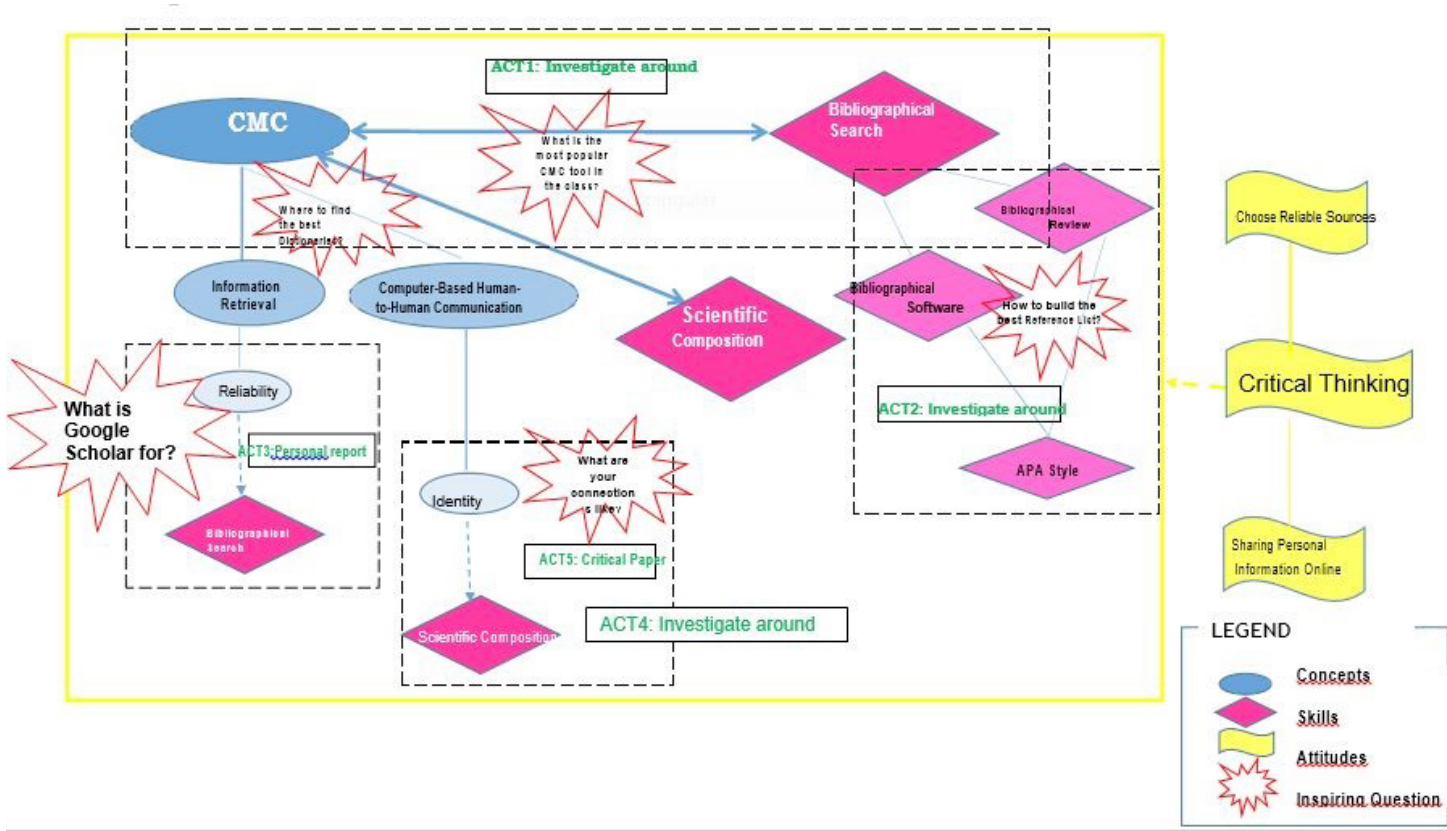 ACT1: Investigate around
CMC
Bibliographical
Search
What is the
most popular
CMC tool in
the class?
Where to find
the best
Dictionaries?
Bibliographical
Review
Choose Reliable Sources
Information
Retrieval
Computer-Based Human-
to-Human Communication
Bibliographical
Software
How to build the
best Reference List?
Scientific
Composition
Reliability
Critical Thinking
What is
Google
Scholar for?
ACT2: Investigate around
ACT3:Personal report
What are
your
connection
s like?
APA Style
Identity
Bibliographical
Search
ACT5: Critical Paper
Sharing Personal
Information Online
Scientific Composition
ACT4: Investigate around
LEGEND
Concepts
Skills
Attitudes
Inspiring Question